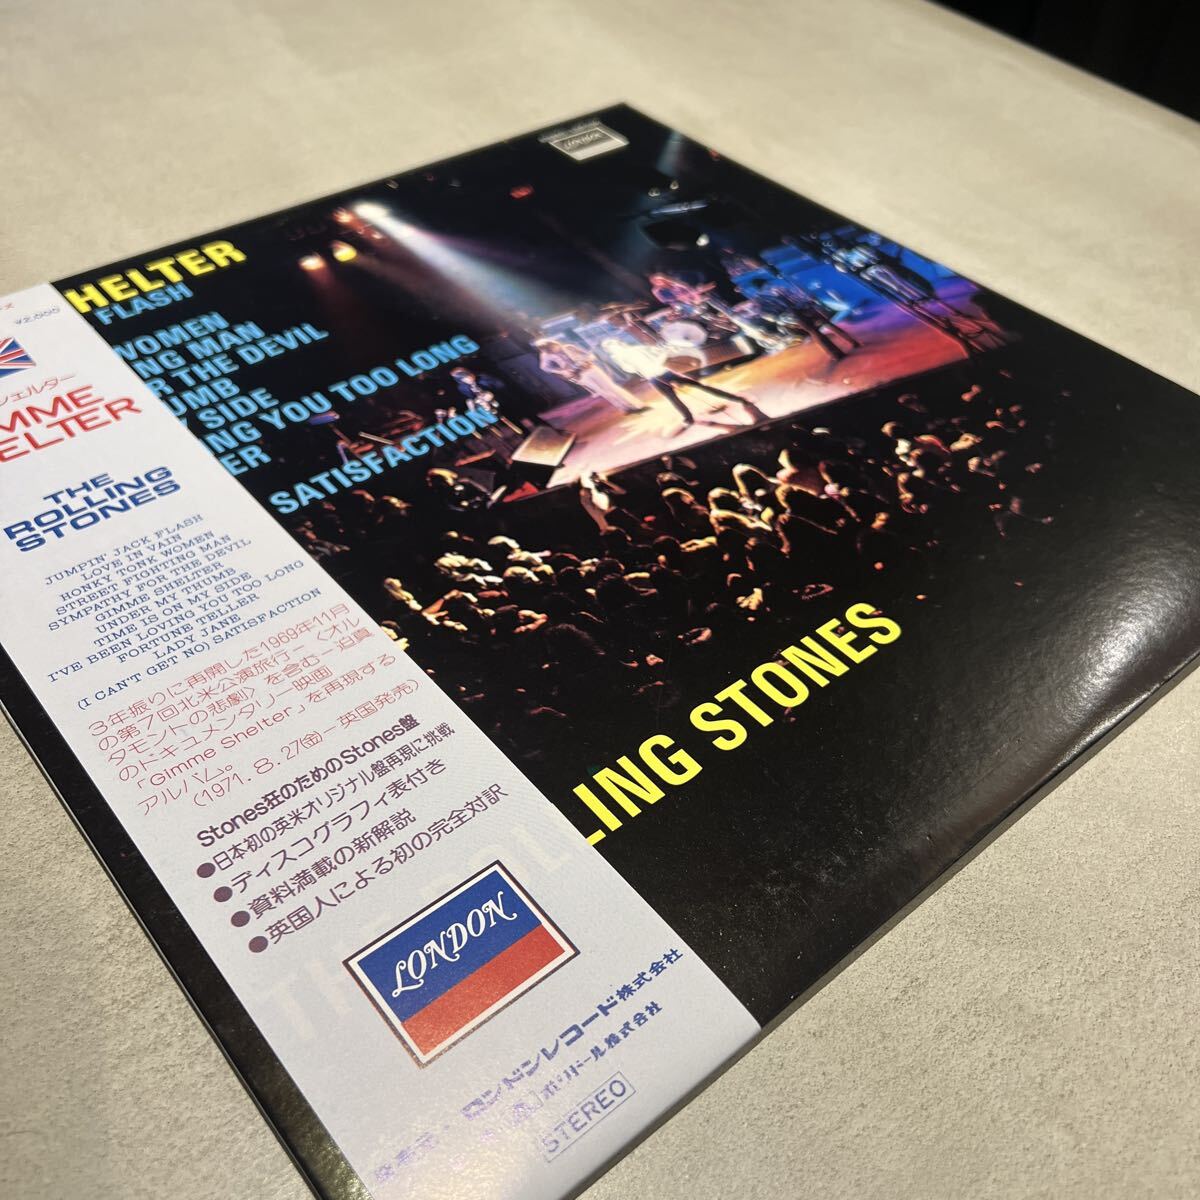 HELTER
FLASH
WOMEN
NG MAN
R THE DEVIL
UMB
Y SIDE
ING YOU TOO LONG
ER
SATISFACTION
LING STONES
LONDON
¥2,000
シェルター
MME
ELTER
THE
ROLLING
STONES
JUMPIN' JACK FLASH
LOVE IN VAIN
HONKY TONK WOMEN
STREET FIGHTING MAN
SYMPATHY FOR THE DEVIL
GIMME SHELTER
UNDER MY THUMB
TIME IS ON MY SIDE
I'VE BEEN LOVING YOU TOO LONG
FORTUNE TELLER
LADY JANE
(I CAN'T GET NO) SATISFACTION
3年振りに再開した1969年11月
の第7回北米公演旅行—〈オル
タモントの悲劇〉を含む—迫真
のドキュメンタリー映画
「Gimme Shelter」を再現する
アルバム。
(1971.8.27(金)—英国発売)
Stones狂のためのStones盤
●日本初の英米オリジナル盤再現に挑戦
●ディスコグラフィ表付き
●資料満載の新解説
●英国人による初の完全対訳
LONDON
発売元・ロンドンレコード株式会社
ポリドール株式会社
STEREO